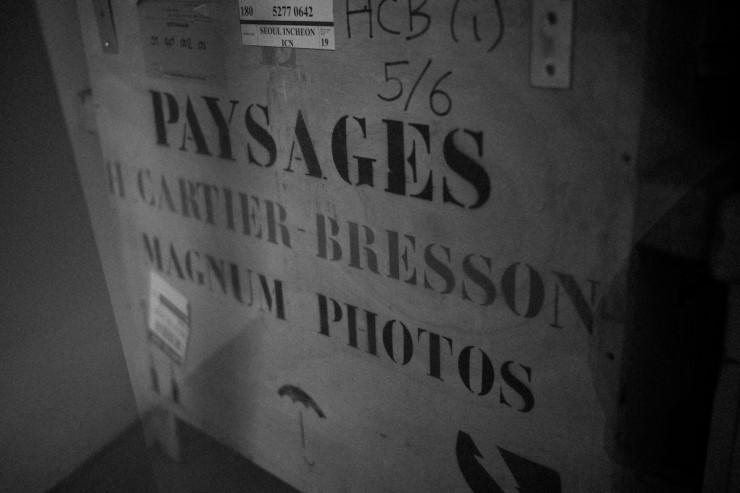 180 5277 0642
SEOUL INCHEON
ICN
19
HCB (1)
5/6
PAYSAGES
H CARTIER-BRESSON
MAGNUM PHOTOS